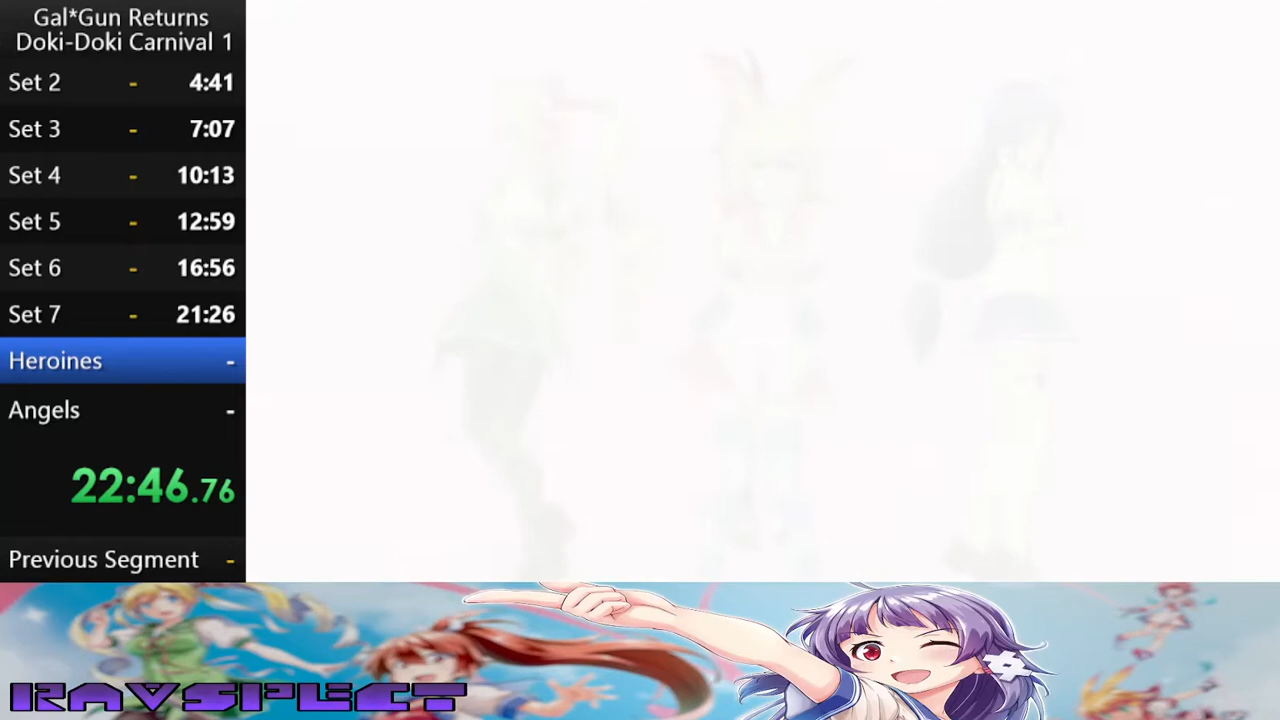 Gal*Gun Returns
Doki-Doki Carnival 1
Set 2 - 4:41
Set 3 - 7:07
Set 4 - 10:13
Set 5 - 12:59
Set 6 - 16:56
Set 7 - 21:26
Heroines -
Angels -
22:46.76
Previous Segment -
RAVSPLECT